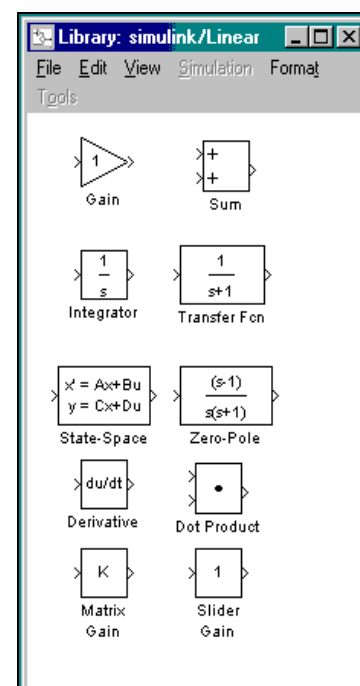 Library: simulink/Linear
File Edit View Simulation Format
Tools
1
Gain
+
+
Sum
1
s
Integrator
1
s+1
Transfer Fcn
x' = Ax+Bu
y = Cx+Du
State-Space
(s-1)
s(s+1)
Zero-Pole
du/dt
Derivative
Dot Product
K
Matrix
Gain
1
Slider
Gain